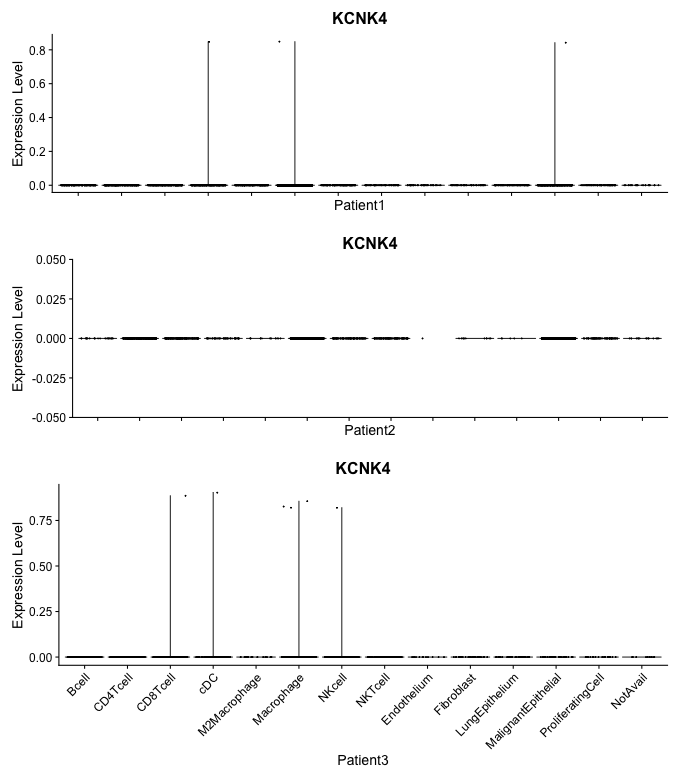 KCNK4
Expression Level
0.8
0.6
0.4
0.2
0.0
Patient1
KCNK4
Expression Level
0.050
0.025
0.000
-0.025
-0.050
Patient2
KCNK4
Expression Level
0.75
0.50
0.25
0.00
Bcell
CD4Tcell
CD8Tcell
cDC
M2Macrophage
Macrophage
NKcell
NKTcell
Endothelium
Fibroblast
LungEpithelium
MalignantEpithelial
ProliferatingCell
NotAvail
Patient3